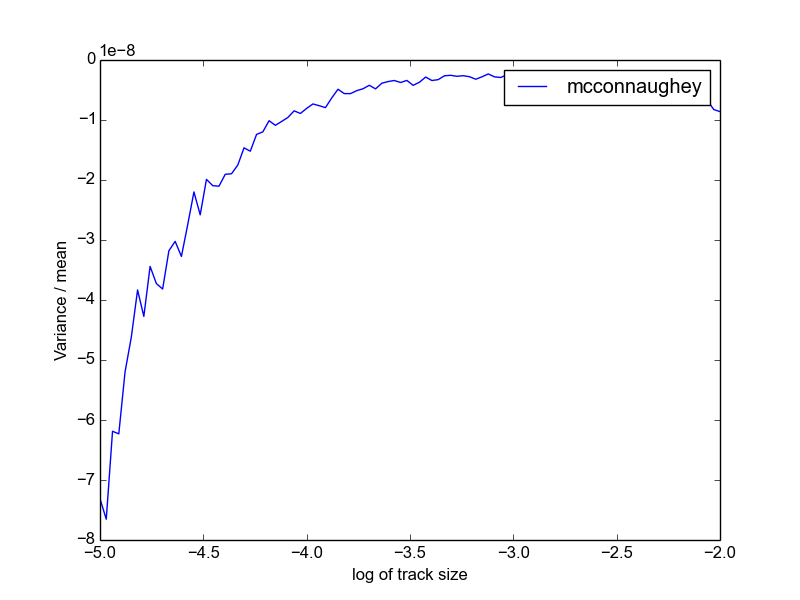 1e−8
0
−1
−2
−3
−4
−5
−6
−7
−8
Variance / mean
mcconnaughey
−5.0 −4.5 −4.0 −3.5 −3.0 −2.5 −2.0
log of track size